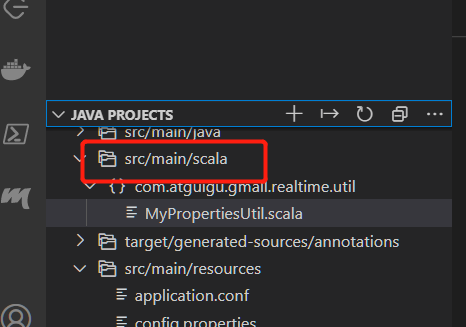 JAVA PROJECTS
src/main/java
src/main/scala
{} com.atguigu.gmall.realtime.util
MyPropertiesUtil.scala
target/generated-sources/annotations
src/main/resources
application.conf
config.properties